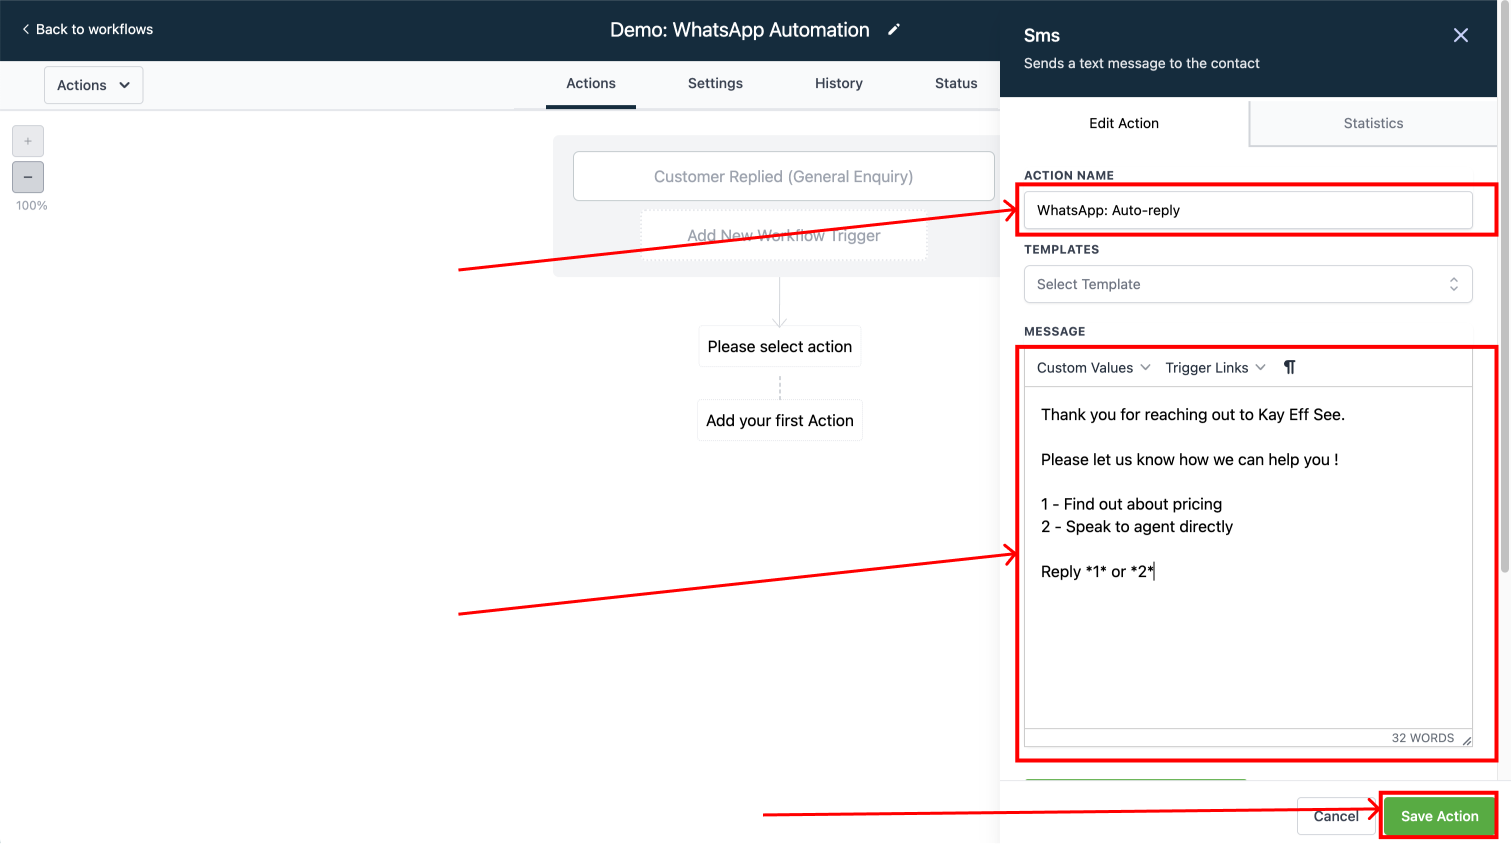 Back to workflows
Demo: WhatsApp Automation
Actions
Actions
Settings
History
Status
+
−
100%
Customer Replied (General Enquiry)
Add New Workflow Trigger
Please select action
Add your first Action
Sms
Sends a text message to the contact
Edit Action
Statistics
ACTION NAME
WhatsApp: Auto-reply
TEMPLATES
Select Template
MESSAGE
Custom Values
Trigger Links
¶
Thank you for reaching out to Kay Eff See.
Please let us know how we can help you !
1 - Find out about pricing
2 - Speak to agent directly
Reply *1* or *2*
32 WORDS
Cancel
Save Action